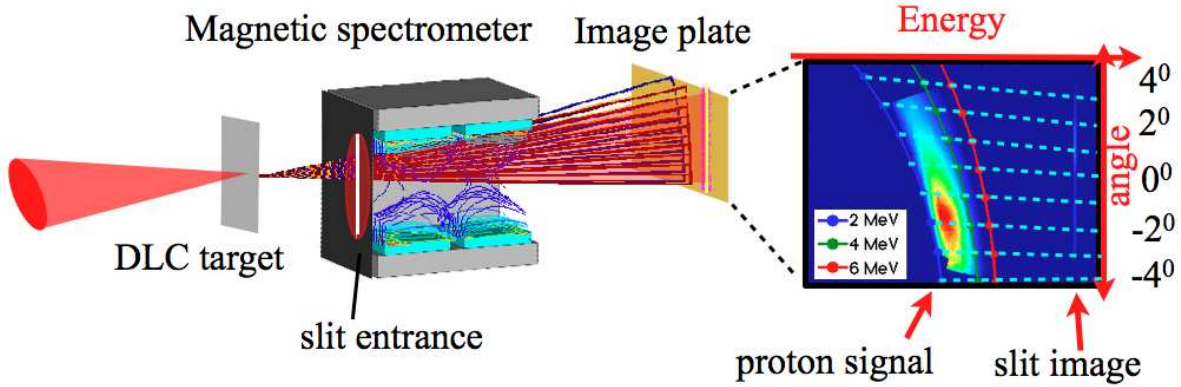 Magnetic spectrometer
Image plate
Energy
DLC target
slit entrance
2 MeV
4 MeV
6 MeV
4⁰
2⁰
0⁰
-2⁰
-4⁰
angle
proton signal
slit image